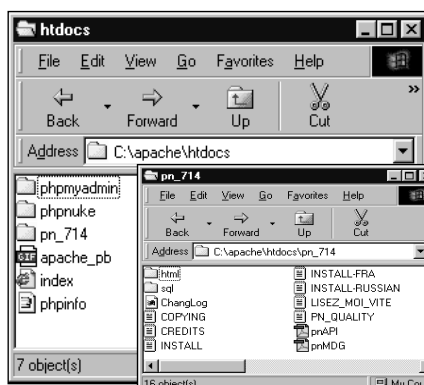 htdocs
File Edit View Go Favorites Help
Back Forward Up Cut
Address C:\apache\htdocs
phpmyadmin
phpnuke
pn_714
apache_pb
index
phpinfo
7 object(s)
pn_714
File Edit View Go Favorites Help
Back Forward Up Cut
Address C:\apache\htdocs\pn_714
html
sql
ChangLog
COPYING
CREDITS
INSTALL
INSTALL-FRA
INSTALL-RUSSIAN
LISEZ_MOI_VITE
PN_QUALITY
pnAPI
pnMDG
16 object(s) My Co